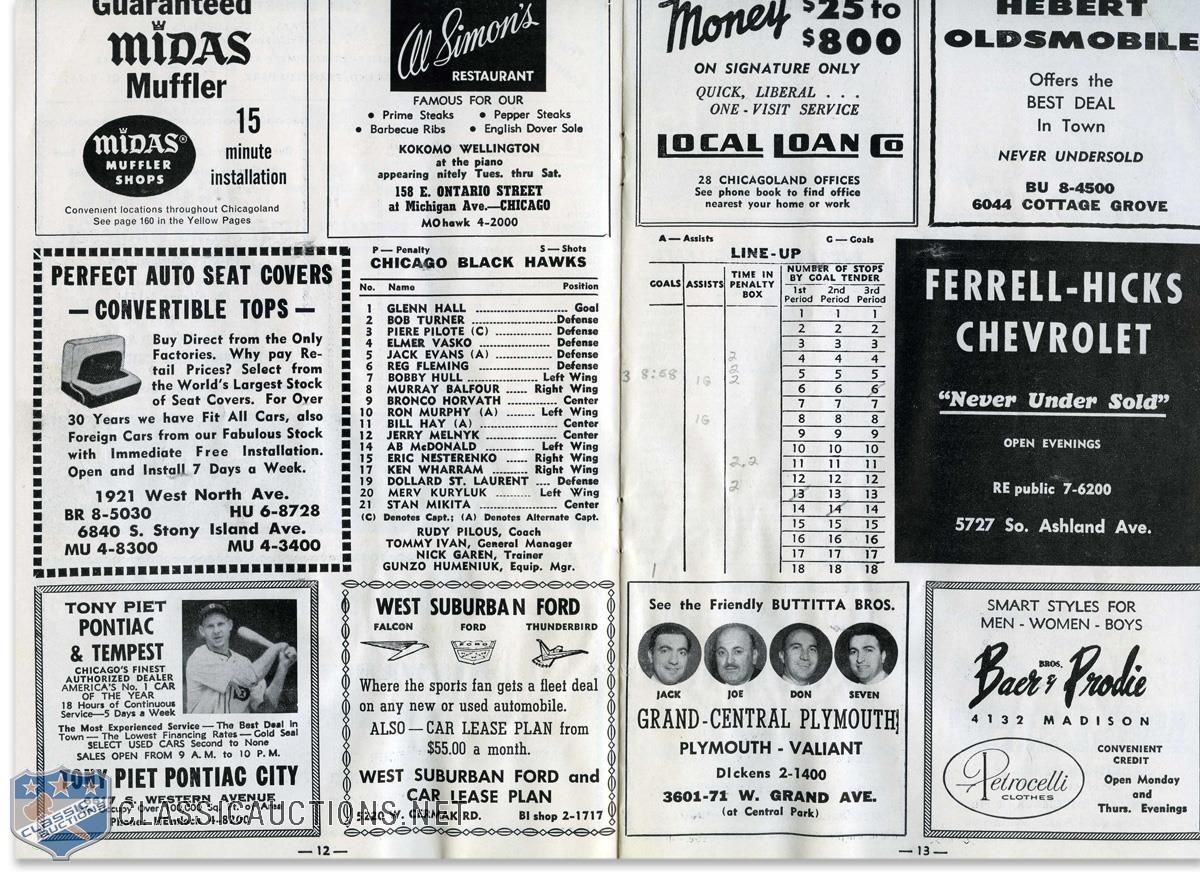 Guaranteed
MIDAS
Muffler
MIDAS®
MUFFLER
SHOPS
15
minute
installation
Convenient locations throughout Chicagoland
See page 160 in the Yellow Pages
Al Simon's
RESTAURANT
FAMOUS FOR OUR
• Prime Steaks • Pepper Steaks
• Barbecue Ribs • English Dover Sole
KOKOMO WELLINGTON
at the piano
appearing nitely Tues. thru Sat.
158 E. ONTARIO STREET
at Michigan Ave.—CHICAGO
MOhawk 4-2000
Money $25 to
$800
ON SIGNATURE ONLY
QUICK, LIBERAL . . .
ONE - VISIT SERVICE
LOCAL LOAN CO
28 CHICAGOLAND OFFICES
See phone book to find office
nearest your home or work
HEBERT
OLDSMOBILE
Offers the
BEST DEAL
In Town
NEVER UNDERSOLD
BU 8-4500
6044 COTTAGE GROVE
PERFECT AUTO SEAT COVERS
— CONVERTIBLE TOPS —
Buy Direct from the Only
Factories. Why pay Re-
tail Prices? Select from
the World's Largest Stock
of Seat Covers. For Over
30 Years we have Fit All Cars, also
Foreign Cars from our Fabulous Stock
with Immediate Free Installation.
Open and Install 7 Days a Week.
1921 West North Ave.
BR 8-5030 HU 6-8728
6840 S. Stony Island Ave.
MU 4-8300 MU 4-3400
P — Penalty S — Shots
CHICAGO BLACK HAWKS
No. Name Position
1 GLENN HALL Goal
2 BOB TURNER Defense
3 PIERE PILOTE (C) Defense
4 ELMER VASKO Defense
5 JACK EVANS (A) Defense
6 REG FLEMING Defense
7 BOBBY HULL Left Wing
8 MURRAY BALFOUR Right Wing
9 BRONCO HORVATH Center
10 RON MURPHY (A) Left Wing
11 BILL HAY (A) Center
12 JERRY MELNYK Center
14 AB McDONALD Left Wing
15 ERIC NESTERENKO Right Wing
17 KEN WHARRAM Right Wing
19 DOLLARD ST. LAURENT Defense
20 MERV KURYLUK Left Wing
21 STAN MIKITA Center
(C) Denotes Capt.; (A) Denotes Alternate Capt.
RUDY PILOUS, Coach
TOMMY IVAN, General Manager
NICK GAREN, Trainer
GUNZO HUMENIUK, Equip. Mgr.
A — Assists G — Goals
LINE-UP
GOALS ASSISTS TIME IN PENALTY BOX NUMBER OF STOPS BY GOAL TENDER
1st Period 2nd Period 3rd Period
1 1 1
2 2 2
3 3 3
2 4 4 4
2 5 5 5
3 8:58 1G 2
6 6 6
7 7 7
1G 8 8 8
9 9 9
10 10 10
2,2 11 11 11
12 12 12
2 13 13 13
14 14 14
15 15 15
16 16 16
17 17 17
1 18 18 18
FERRELL-HICKS
CHEVROLET
"Never Under Sold"
OPEN EVENINGS
RE public 7-6200
5727 So. Ashland Ave.
TONY PIET
PONTIAC
& TEMPEST
CHICAGO'S FINEST
AUTHORIZED DEALER
AMERICA'S No. 1 CAR
OF THE YEAR
18 Hours of Continuous
Service—5 Days a Week
The Most Experienced Service — The Best Deal in
Town — The Lowest Financing Rates — Gold Seal
SELECT USED CARS Second to None
SALES OPEN FROM 9 A.M. to 10 P.M.
TONY PIET PONTIAC CITY
S. WESTERN AVENUE
CLASSIC AUCTIONS
CLASSICAUCTIONS.NET
WEST SUBURBAN FORD
FALCON FORD THUNDERBIRD
Where the sports fan gets a fleet deal
on any new or used automobile.
ALSO — CAR LEASE PLAN from
$55.00 a month.
WEST SUBURBAN FORD and
CAR LEASE PLAN
CERMAK RD. BI shop 2-1717
See the Friendly BUTTITTA BROS.
JACK JOE DON SEVEN
GRAND-CENTRAL PLYMOUTH
PLYMOUTH - VALIANT
DIckens 2-1400
3601-71 W. GRAND AVE.
(at Central Park)
SMART STYLES FOR
MEN - WOMEN - BOYS
Baer BROS. & Prodie
4132 MADISON
Petrocelli
CLOTHES
CONVENIENT
CREDIT
Open Monday
and
Thurs. Evenings
— 12 —
— 13 —